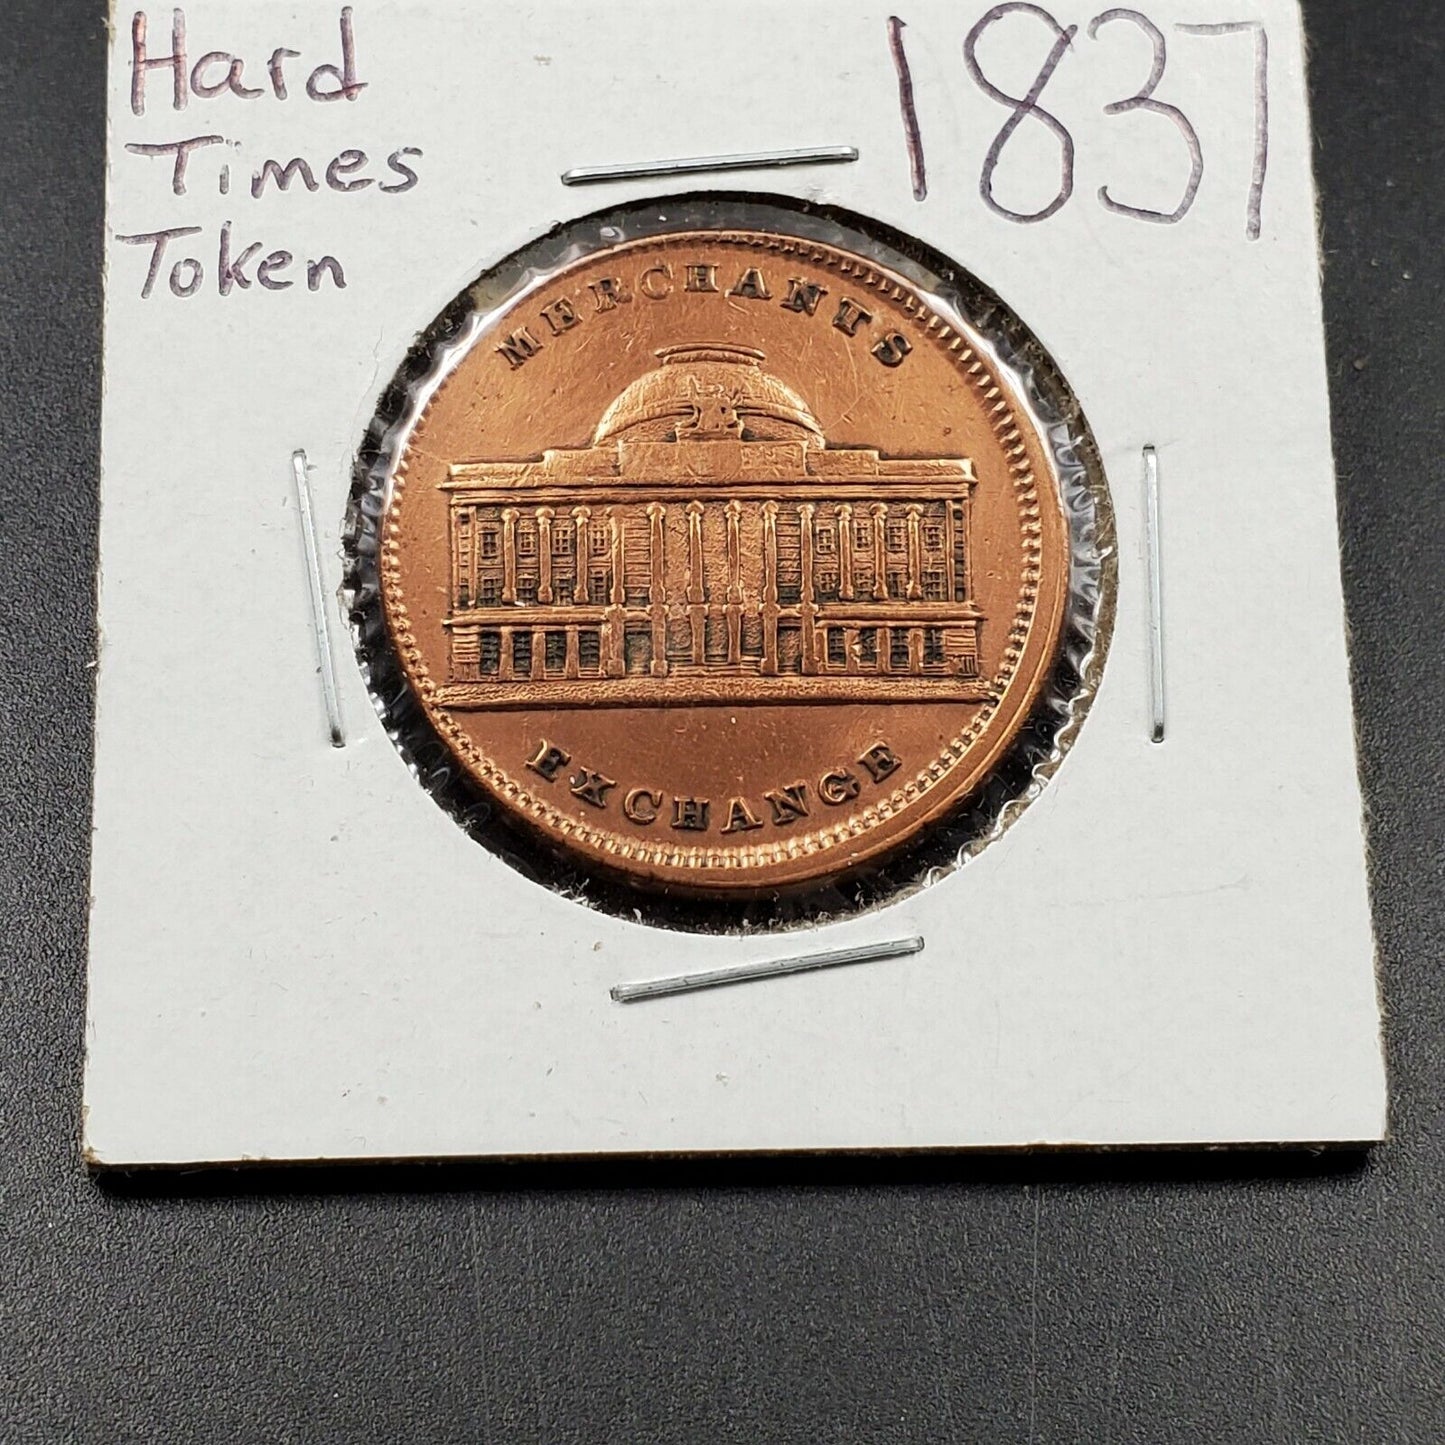 Hard
Times
Token
1837
MERCHANTS
EXCHANGE